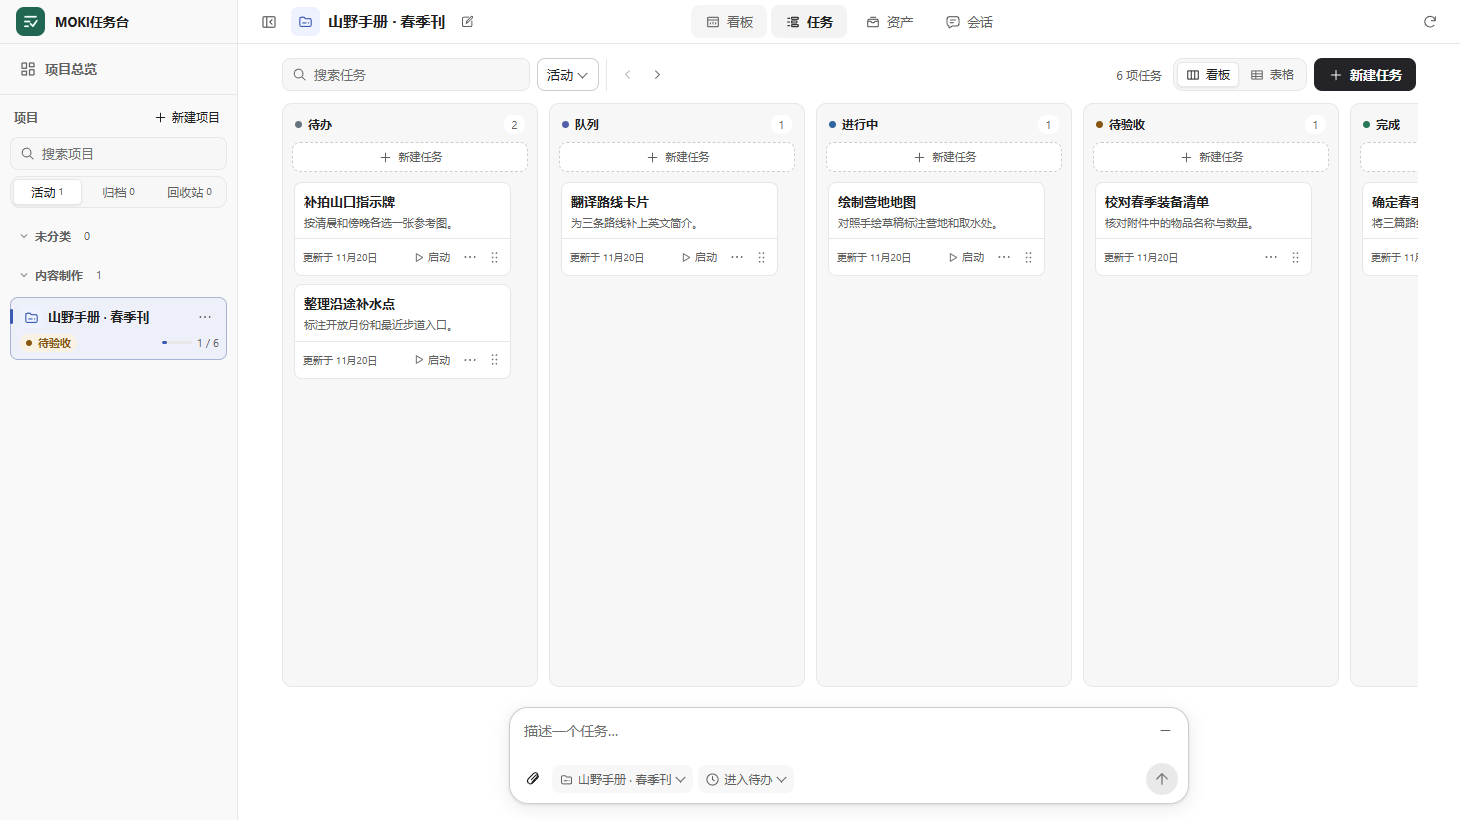 MOKI任务台
山野手册 · 春季刊
看板
任务
资产
会话
项目总览
项目
新建项目
搜索项目
活动 1
归档 0
回收站 0
未分类 0
内容制作 1
山野手册 · 春季刊
待验收
1 / 6
搜索任务
活动
6 项任务
看板
表格
新建任务
待办
2
新建任务
补拍山口指示牌
按清晨和傍晚各选一张参考图。
更新于 11月20日
启动
整理沿途补水点
标注开放月份和最近步道入口。
更新于 11月20日
启动
队列
1
新建任务
翻译路线卡片
为三条路线补上英文简介。
更新于 11月20日
启动
进行中
1
新建任务
绘制营地地图
对照手绘草稿标注营地和取水处。
更新于 11月20日
启动
待验收
1
新建任务
校对春季装备清单
核对附件中的物品名称与数量。
更新于 11月20日
完成
确定春季
将三篇路
更新于 11
描述一个任务...
山野手册 · 春季刊
进入待办